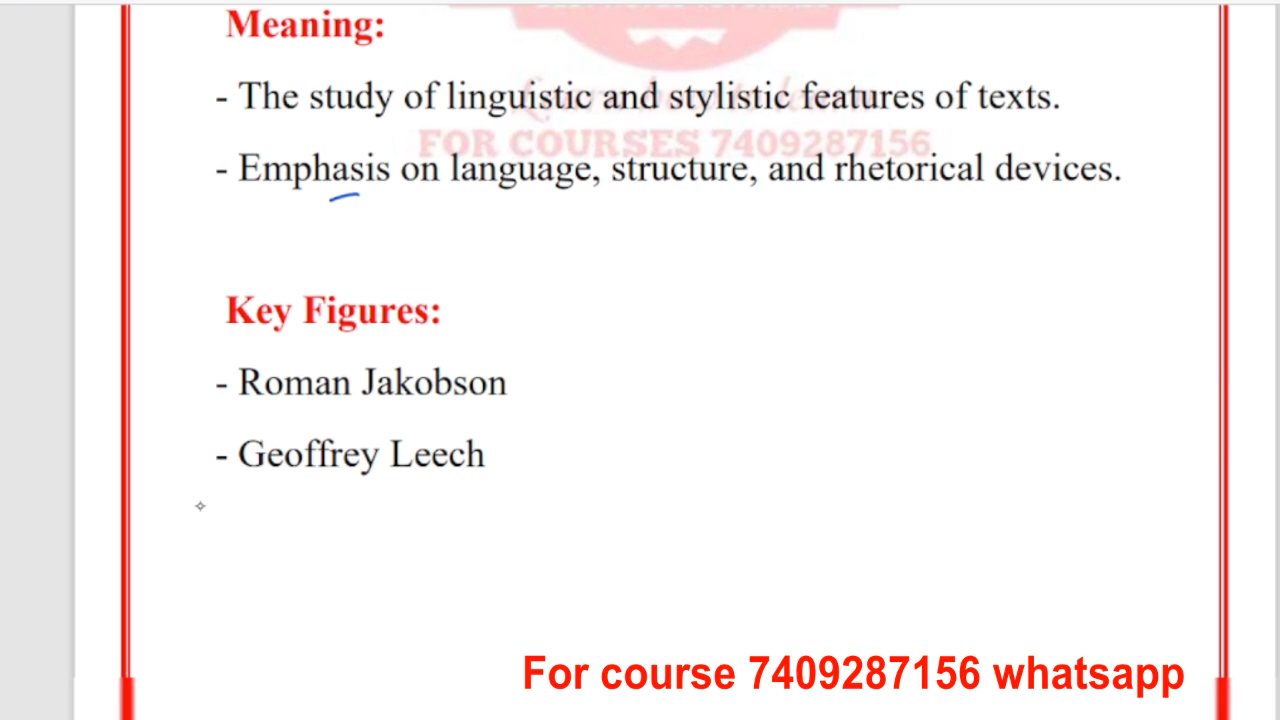 Meaning:
- The study of linguistic and stylistic features of texts.
FOR COURSES 7409287156
- Emphasis on language, structure, and rhetorical devices.
Key Figures:
- Roman Jakobson
- Geoffrey Leech
For course 7409287156 whatsapp